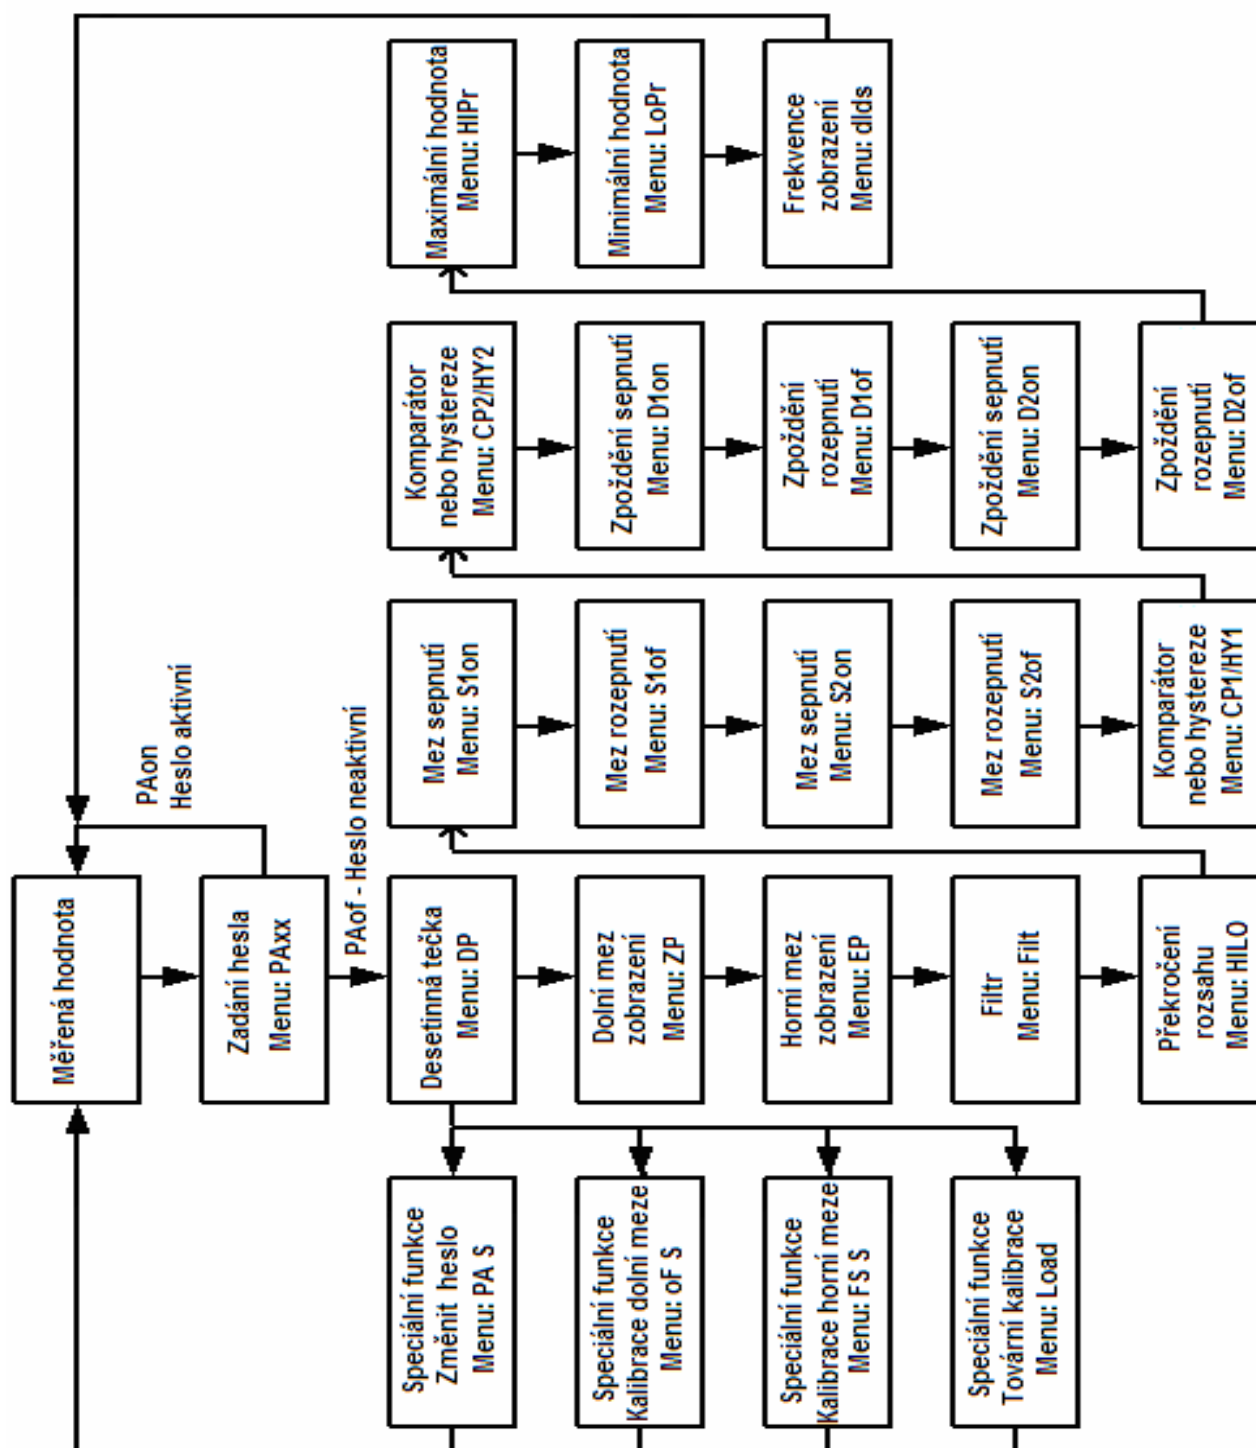 Měřená hodnota
Zadání hesla
Menu: PAxx
PAon
Heslo aktivní
PAof - Heslo neaktivní
Desetinná tečka
Menu: DP
Dolní mez
zobrazení
Menu: ZP
Horní mez
zobrazení
Menu: EP
Filtr
Menu: Filt
Překročení
rozsahu
Menu: HILO
Mez sepnutí
Menu: S1on
Mez rozepnutí
Menu: S1of
Mez sepnutí
Menu: S2on
Mez rozepnutí
Menu: S2of
Komparátor
nebo hystereze
Menu: CP1/HY1
Komparátor
nebo hystereze
Menu: CP2/HY2
Zpoždění sepnutí
Menu: D1on
Zpoždění
rozepnutí
Menu: D1of
Zpoždění sepnutí
Menu: D2on
Zpoždění
rozepnutí
Menu: D2of
Maximální hodnota
Menu: HIPr
Minimální hodnota
Menu: LoPr
Frekvence
zobrazení
Menu: dIds
Speciální funkce
Změnit heslo
Menu: PA S
Speciální funkce
Kalibrace dolní meze
Menu: oF S
Speciální funkce
Kalibrace horní meze
Menu: FS S
Speciální funkce
Tovární kalibrace
Menu: Load